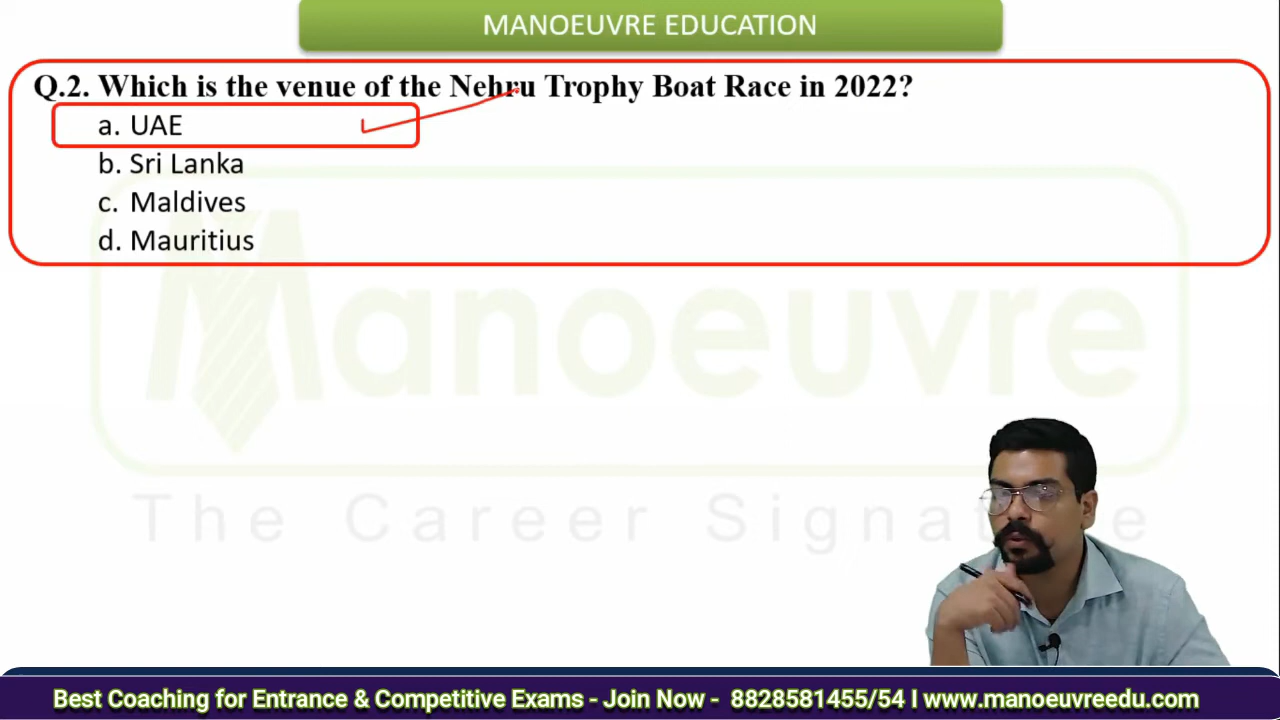 MANOEUVRE EDUCATION
Q.2. Which is the venue of the Nehru Trophy Boat Race in 2022?
a. UAE
b. Sri Lanka
c. Maldives
d. Mauritius
Manoeuvre
The Career Signature
Best Coaching for Entrance & Competitive Exams - Join Now - 8828581455/54 I www.manoeuvreedu.com